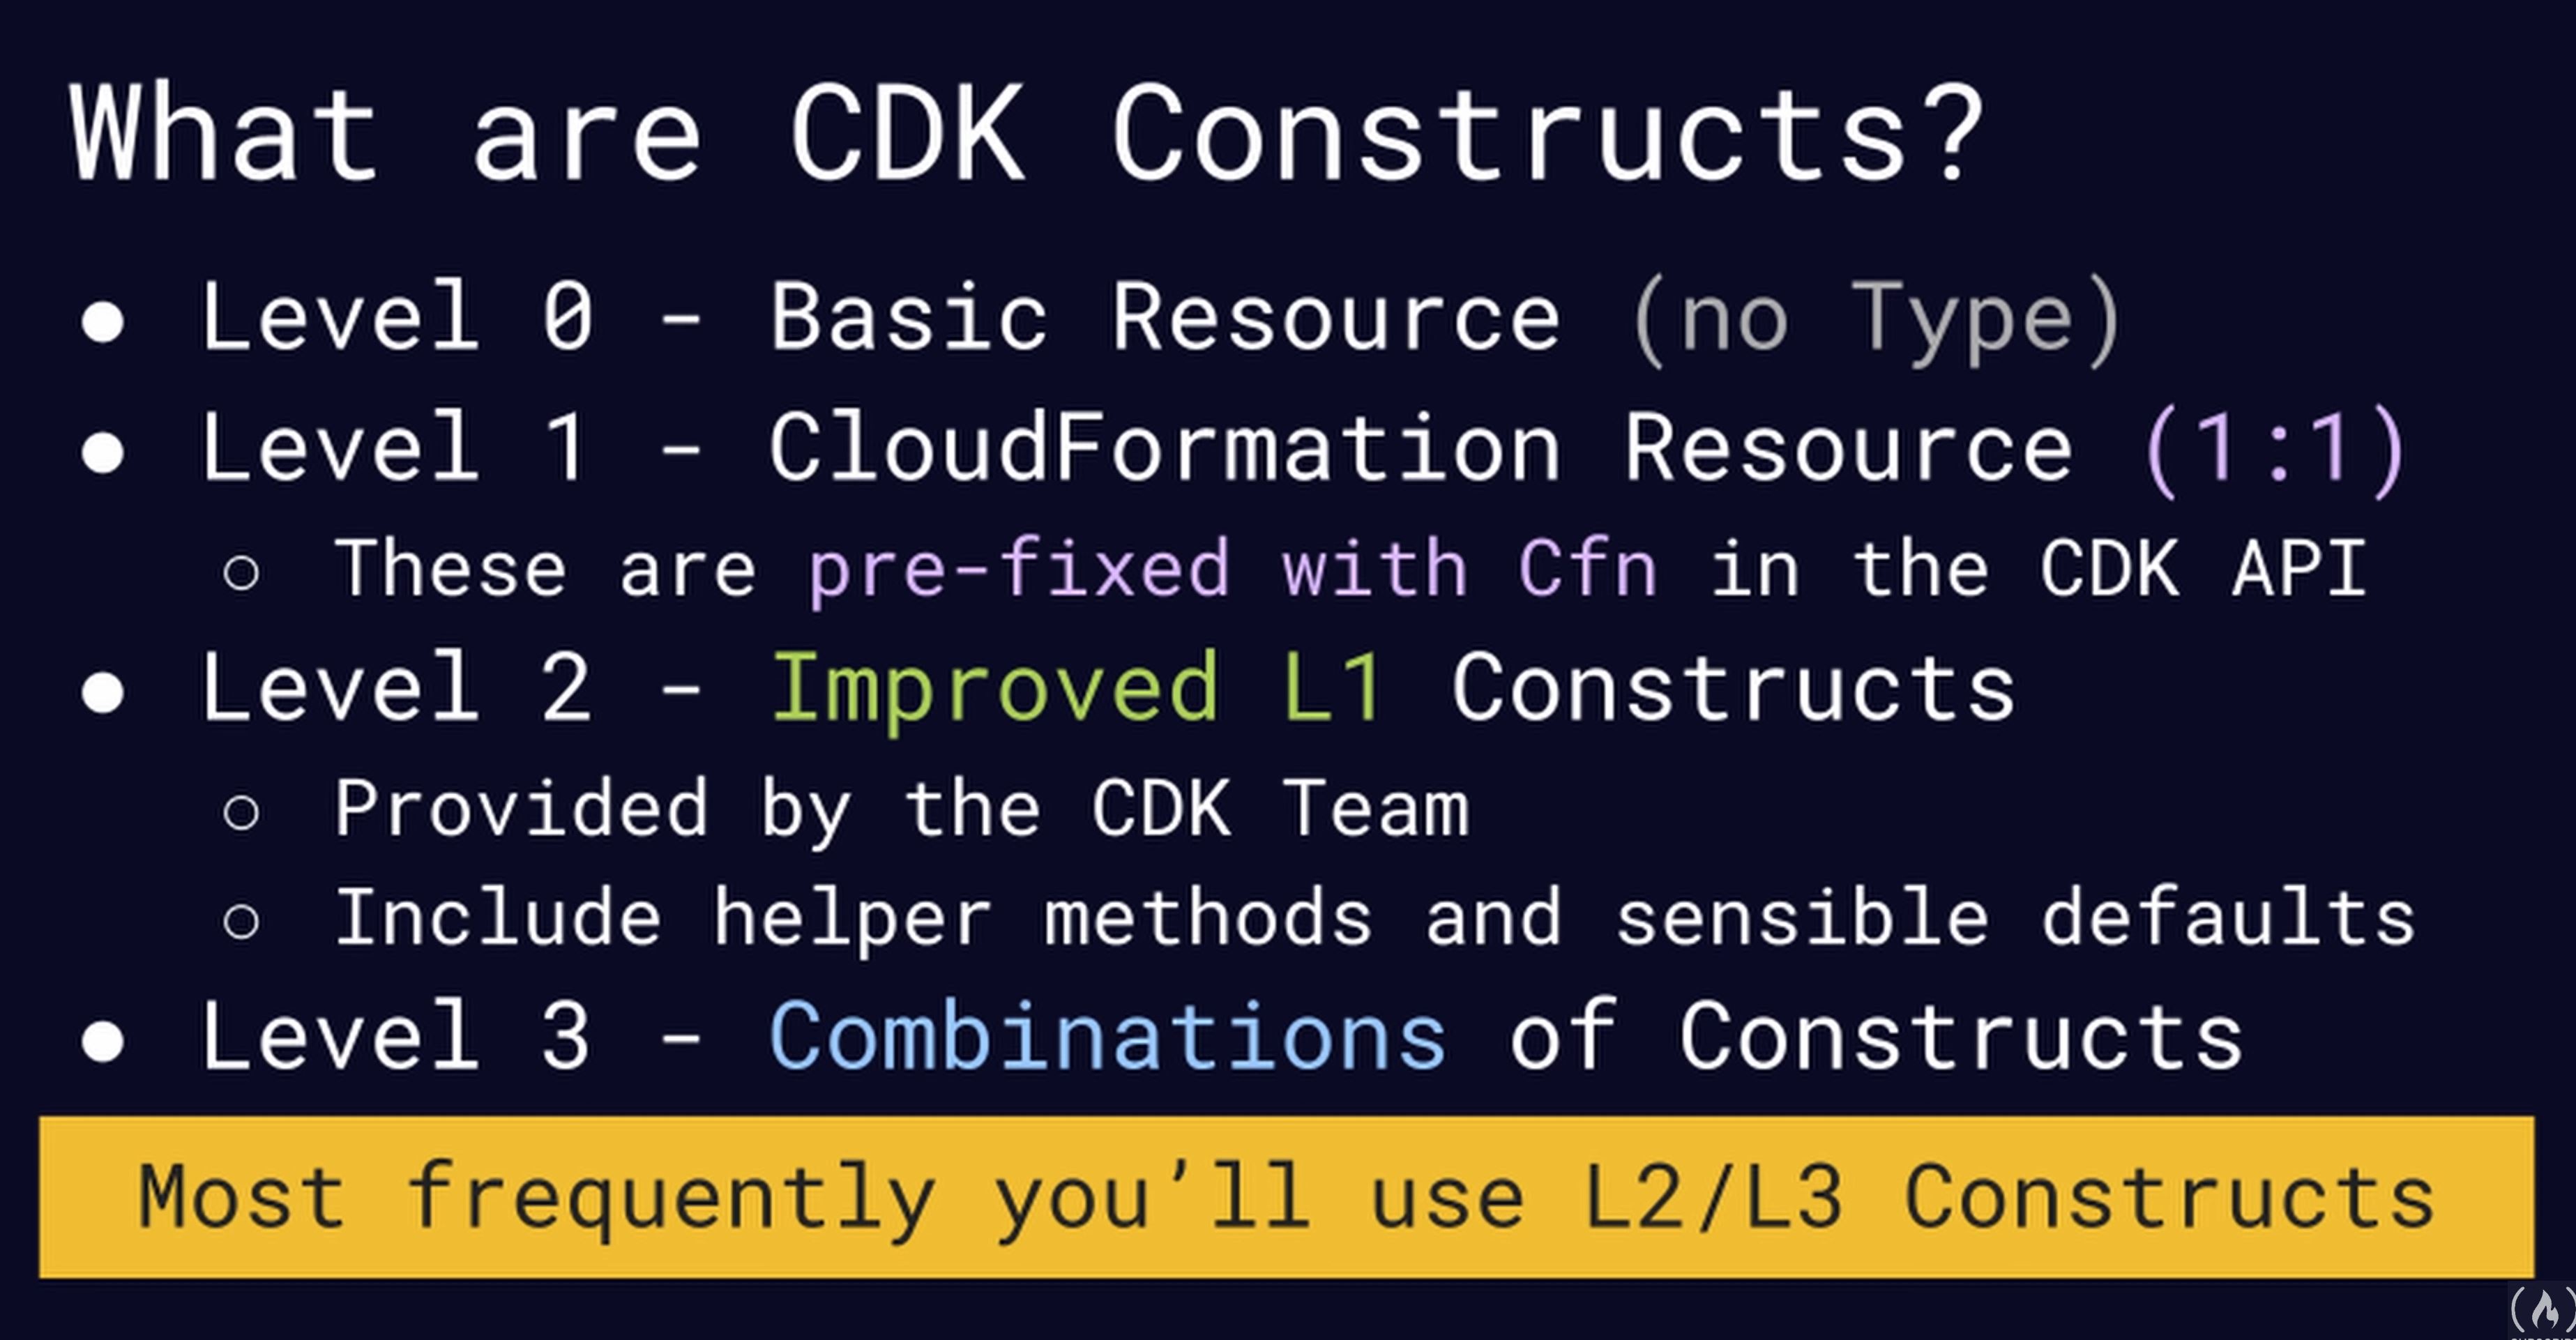 What are CDK Constructs?
● Level 0 - Basic Resource (no Type)
● Level 1 - CloudFormation Resource (1:1)
○ These are pre-fixed with Cfn in the CDK API
● Level 2 - Improved L1 Constructs
○ Provided by the CDK Team
○ Include helper methods and sensible defaults
● Level 3 - Combinations of Constructs
Most frequently you’ll use L2/L3 Constructs